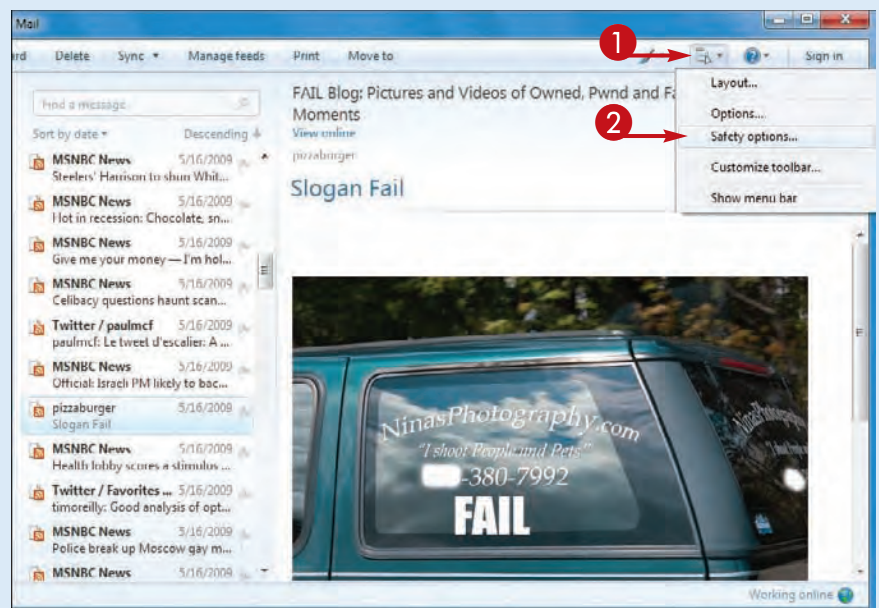 Mail
rd Delete Sync Manage feeds Print Move to Sign in
1
Find a message
Sort by date Descending
MSNBC News 5/16/2009
Steelers' Harrison to shun Whit...
MSNBC News 5/16/2009
Hot in recession: Chocolate, sn...
MSNBC News 5/16/2009
Give me your money — I'm hol...
MSNBC News 5/16/2009
Celibacy questions haunt scan...
Twitter / paulmcf 5/16/2009
paulmcf: Le tweet d'escalier: A ...
MSNBC News 5/16/2009
Official: Israeli PM likely to bac...
pizzaburger 5/16/2009
Slogan Fail
MSNBC News 5/16/2009
Health lobby scores a stimulus ...
Twitter / Favorites ... 5/16/2009
timoreilly: Good analysis of opt...
MSNBC News 5/16/2009
Police break up Moscow gay m...
MSNBC News 5/16/2009
FAIL Blog: Pictures and Videos of Owned, Pwnd and Fa
Moments
View online
pizzaburger
Slogan Fail
Layout...
Options...
2
Safety options...
Customize toolbar...
Show menu bar
NinasPhotography.com
"I shoot People and Pets"
-380-7992
FAIL
Working online